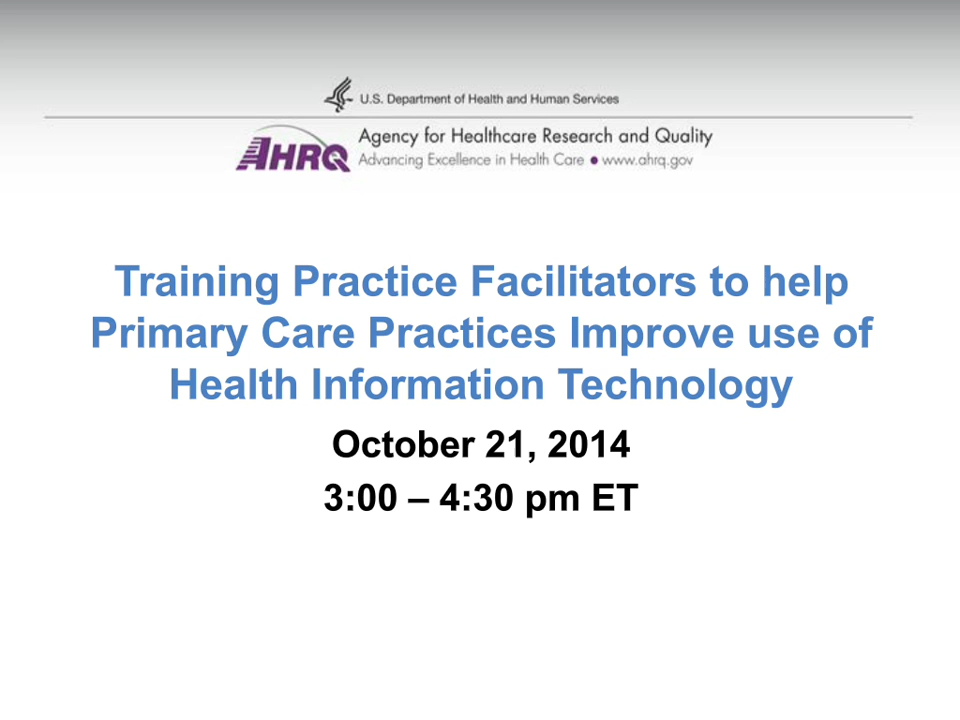 U.S. Department of Health and Human Services
AHRQ
Agency for Healthcare Research and Quality
Advancing Excellence in Health Care ● www.ahrq.gov
Training Practice Facilitators to help
Primary Care Practices Improve use of
Health Information Technology
October 21, 2014
3:00 – 4:30 pm ET